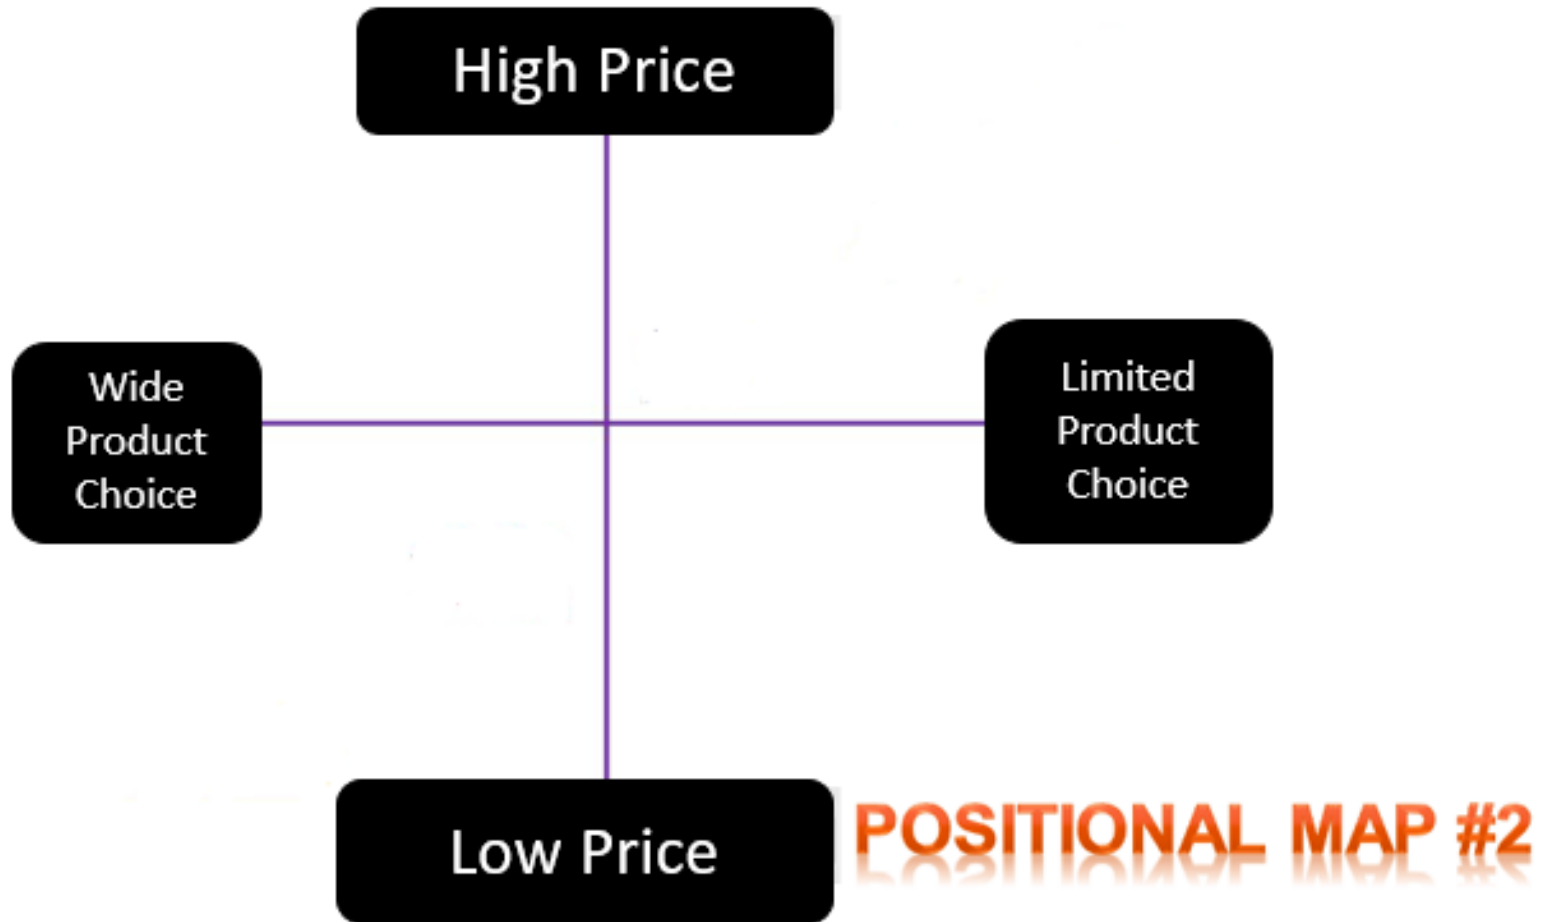 High Price
Wide
Product
Choice
Limited
Product
Choice
Low Price
POSITIONAL MAP #2